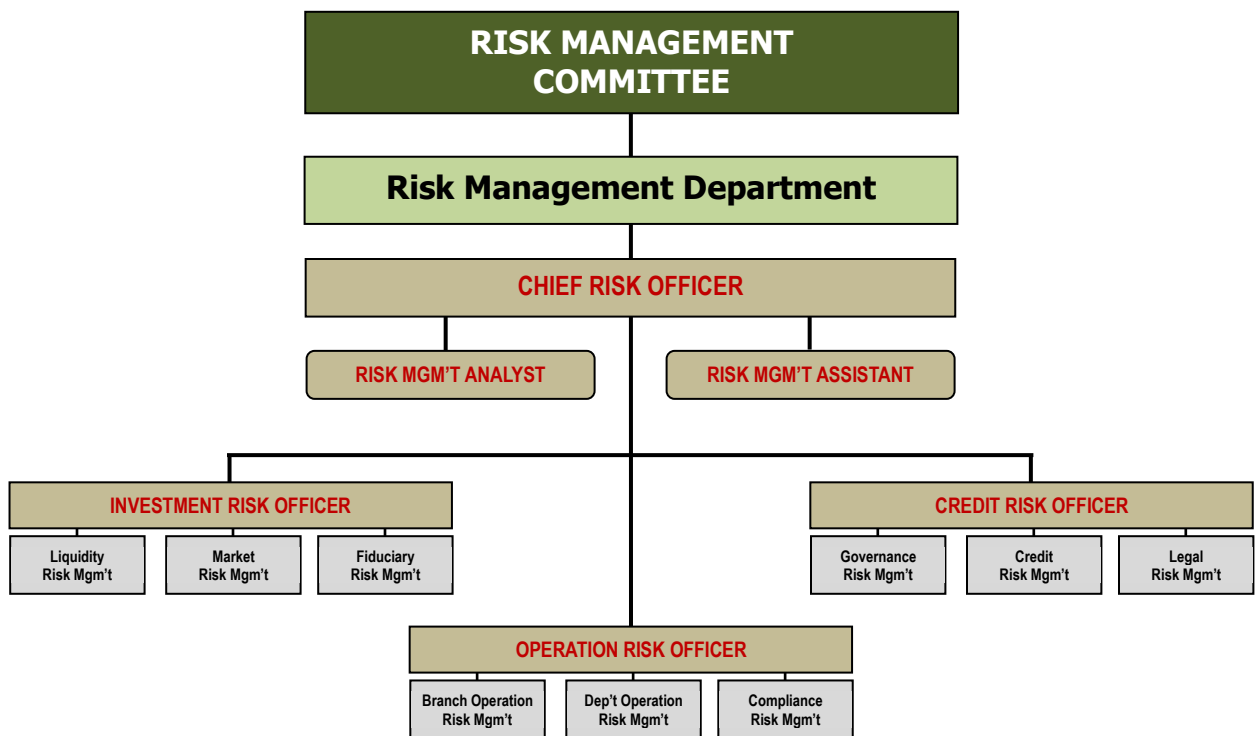 RISK MANAGEMENT
COMMITTEE
Risk Management Department
CHIEF RISK OFFICER
RISK MGM’T ANALYST
RISK MGM’T ASSISTANT
INVESTMENT RISK OFFICER
Liquidity
Risk Mgm’t
Market
Risk Mgm’t
Fiduciary
Risk Mgm’t
CREDIT RISK OFFICER
Governance
Risk Mgm’t
Credit
Risk Mgm’t
Legal
Risk Mgm’t
OPERATION RISK OFFICER
Branch Operation
Risk Mgm’t
Dep’t Operation
Risk Mgm’t
Compliance
Risk Mgm’t